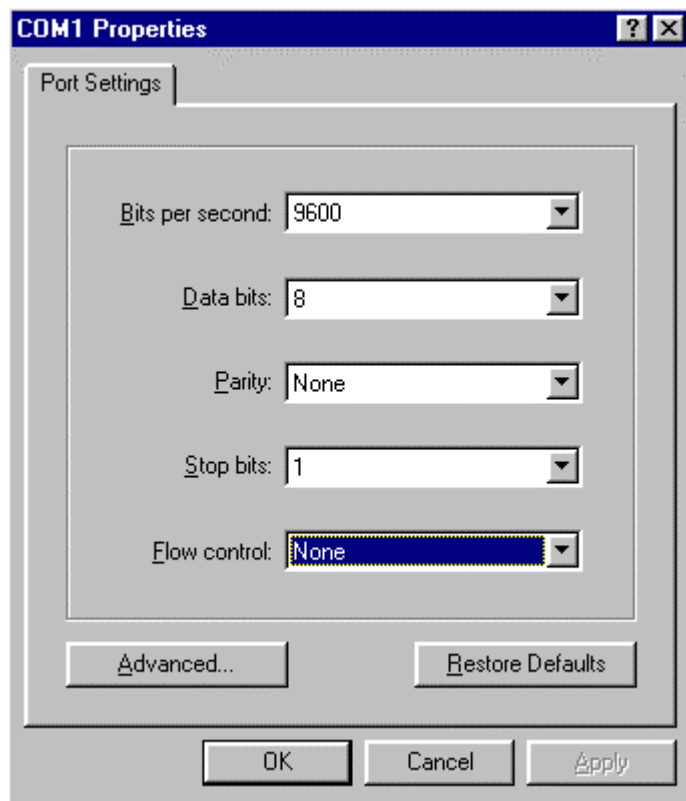 COM1 Properties
Port Settings
Bits per second: 9600
Data bits: 8
Parity: None
Stop bits: 1
Flow control: None
Advanced... Restore Defaults
OK Cancel Apply